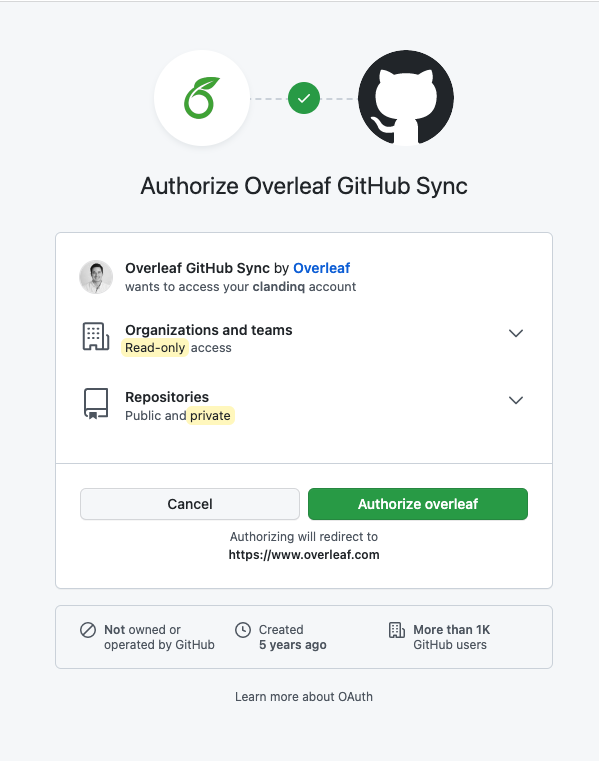 Authorize Overleaf GitHub Sync
Overleaf GitHub Sync by Overleaf
wants to access your clandinq account
Organizations and teams
Read-only access
Repositories
Public and private
Cancel
Authorize overleaf
Authorizing will redirect to
https://www.overleaf.com
Not owned or
operated by GitHub
Created
5 years ago
More than 1K
GitHub users
Learn more about OAuth